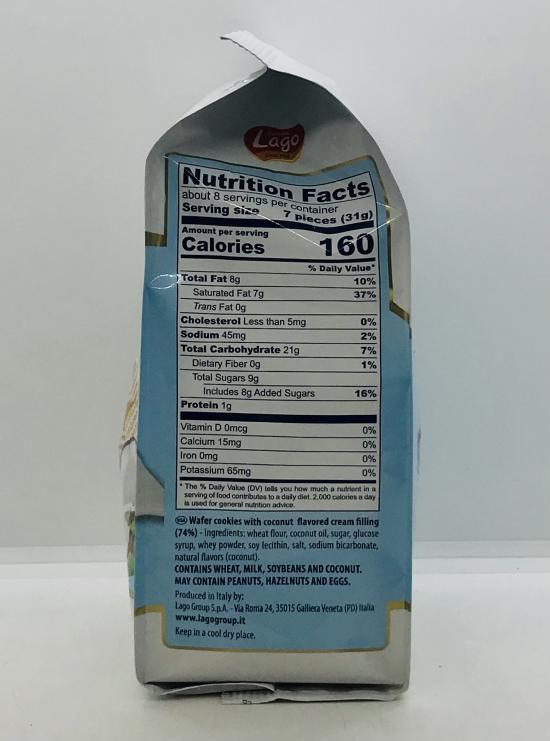 Lago
Nutrition Facts
about 8 servings per container
Serving size 7 pieces (31g)
Amount per serving
Calories 160
% Daily Value*
Total Fat 8g 10%
Saturated Fat 7g 37%
Trans Fat 0g
Cholesterol Less than 5mg 0%
Sodium 45mg 2%
Total Carbohydrate 21g 7%
Dietary Fiber 0g 1%
Total Sugars 9g
Includes 8g Added Sugars 16%
Protein 1g
Vitamin D 0mcg 0%
Calcium 15mg 0%
Iron 0mg 0%
Potassium 65mg 0%
* The % Daily Value (DV) tells you how much a nutrient in a
serving of food contributes to a daily diet. 2,000 calories a day
is used for general nutrition advice.
USA Wafer cookies with coconut flavored cream filling
(74%) - Ingredients: wheat flour, coconut oil, sugar, glucose
syrup, whey powder, soy lecithin, salt, sodium bicarbonate,
natural flavors (coconut).
CONTAINS WHEAT, MILK, SOYBEANS AND COCONUT.
MAY CONTAIN PEANUTS, HAZELNUTS AND EGGS.
Produced in Italy by:
Lago Group S.p.A. - Via Roma 24, 35015 Galliera Veneta (PD) Italia
www.lagogroup.it
Keep in a cool dry place.